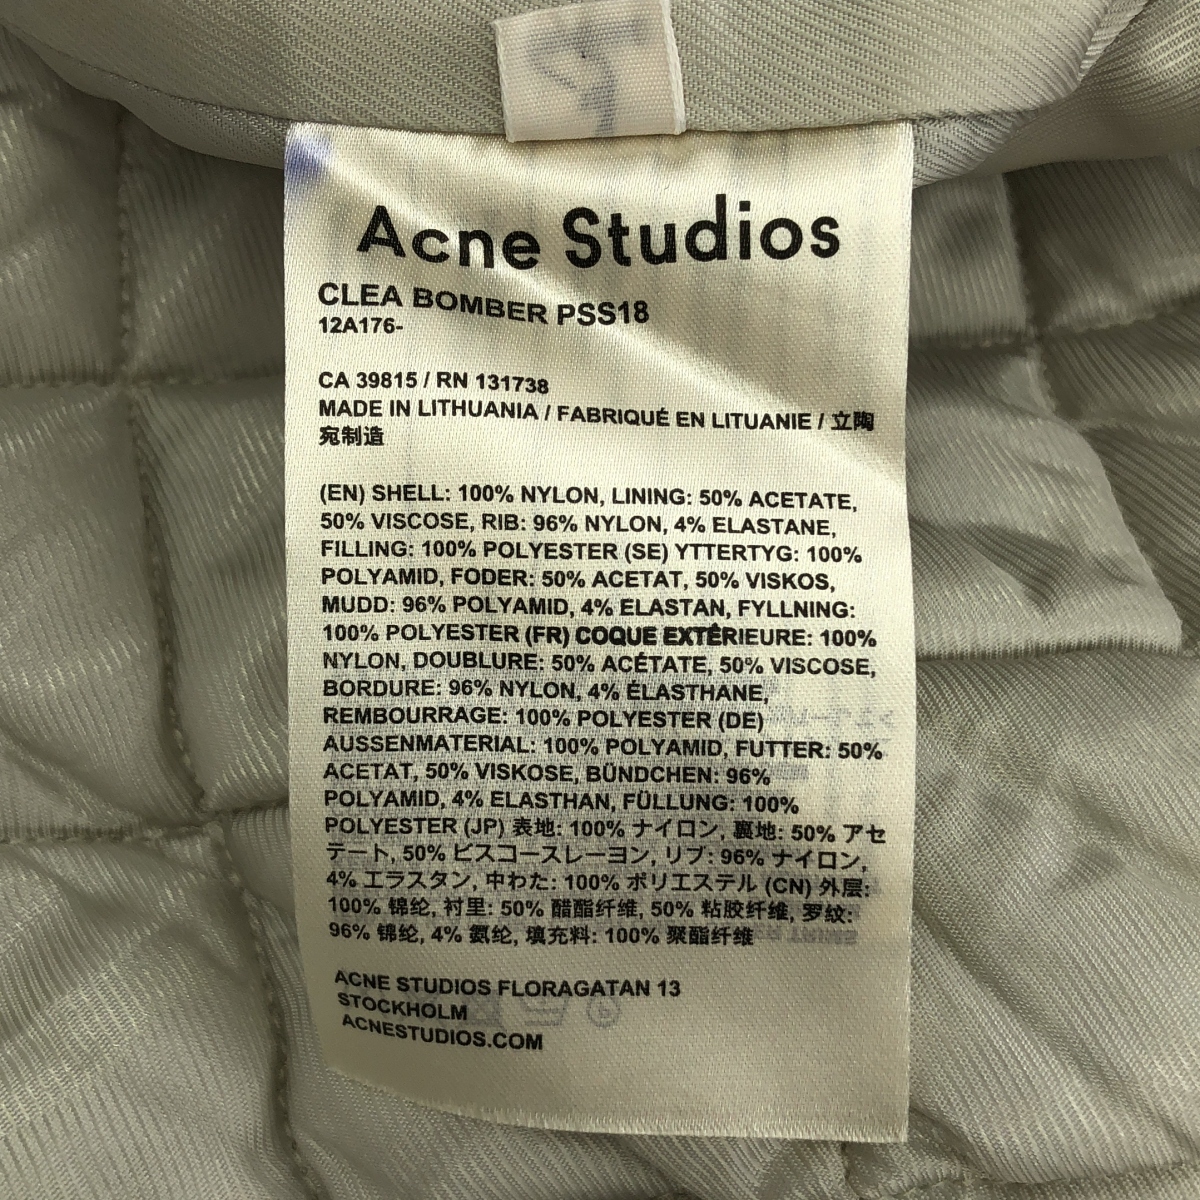 Acne Studios
CLEA BOMBER PSS18
12A176-
CA 39815 / RN 131738
MADE IN LITHUANIA / FABRIQUÉ EN LITUANIE / 立陶
宛制造
(EN) SHELL: 100% NYLON, LINING: 50% ACETATE,
50% VISCOSE, RIB: 96% NYLON, 4% ELASTANE,
FILLING: 100% POLYESTER (SE) YTTERTYG: 100%
POLYAMID, FODER: 50% ACETAT, 50% VISKOS,
MUDD: 96% POLYAMID, 4% ELASTAN, FYLLNING:
100% POLYESTER (FR) COQUE EXTÉRIEURE: 100%
NYLON, DOUBLURE: 50% ACÉTATE, 50% VISCOSE,
BORDURE: 96% NYLON, 4% ÉLASTHANE,
REMBOURRAGE: 100% POLYESTER (DE)
AUSSENMATERIAL: 100% POLYAMID, FUTTER: 50%
ACETAT, 50% VISKOSE, BÜNDCHEN: 96%
POLYAMID, 4% ELASTHAN, FÜLLUNG: 100%
POLYESTER (JP) 表地: 100% ナイロン, 裏地: 50% アセ
テート, 50% ビスコースレーヨン, リブ: 96% ナイロン,
4% エラスタン, 中わた: 100% ポリエステル (CN) 外层:
100% 锦纶, 衬里: 50% 醋酯纤维, 50% 粘胶纤维, 罗纹:
96% 锦纶, 4% 氨纶, 填充料: 100% 聚酯纤维
ACNE STUDIOS FLORAGATAN 13
STOCKHOLM
ACNESTUDIOS.COM